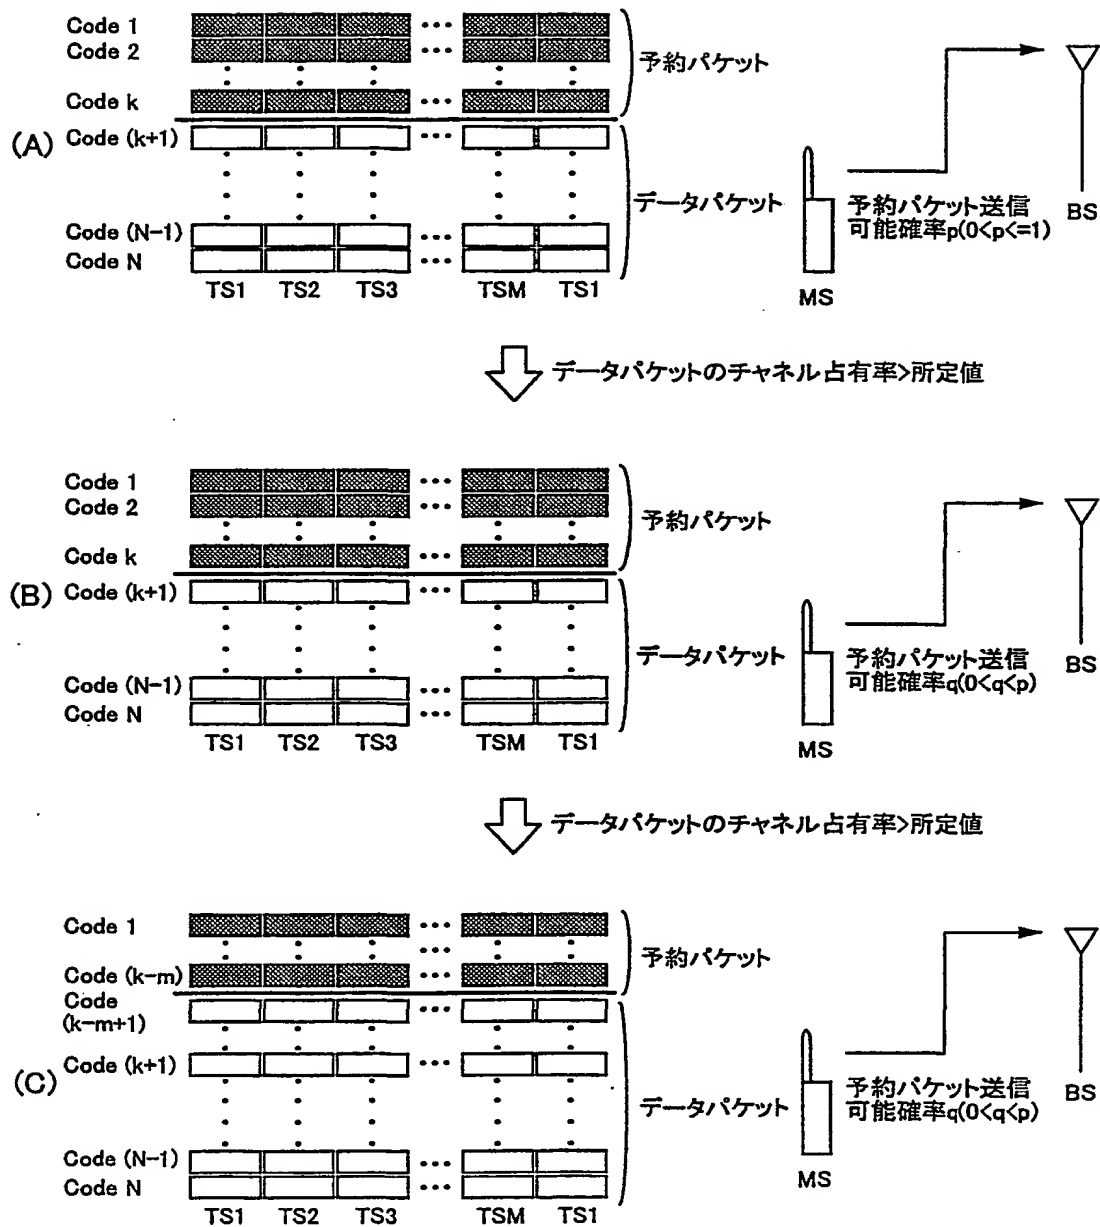 Code 1
Code 2
Code k
予約パケット
(A)
Code (k+1)
データパケット
Code (N-1)
Code N
TS1 TS2 TS3 TSM TS1
予約パケット送信
可能確率p(0<p<=1)
MS
BS
データパケットのチャネル占有率>所定値
Code 1
Code 2
Code k
予約パケット
(B)
Code (k+1)
データパケット
Code (N-1)
Code N
TS1 TS2 TS3 TSM TS1
予約パケット送信
可能確率q(0<q<p)
MS
BS
データパケットのチャネル占有率>所定値
Code 1
Code (k-m)
予約パケット
Code
(k-m+1)
(C)
Code (k+1)
データパケット
Code (N-1)
Code N
TS1 TS2 TS3 TSM TS1
予約パケット送信
可能確率q(0<q<p)
MS
BS